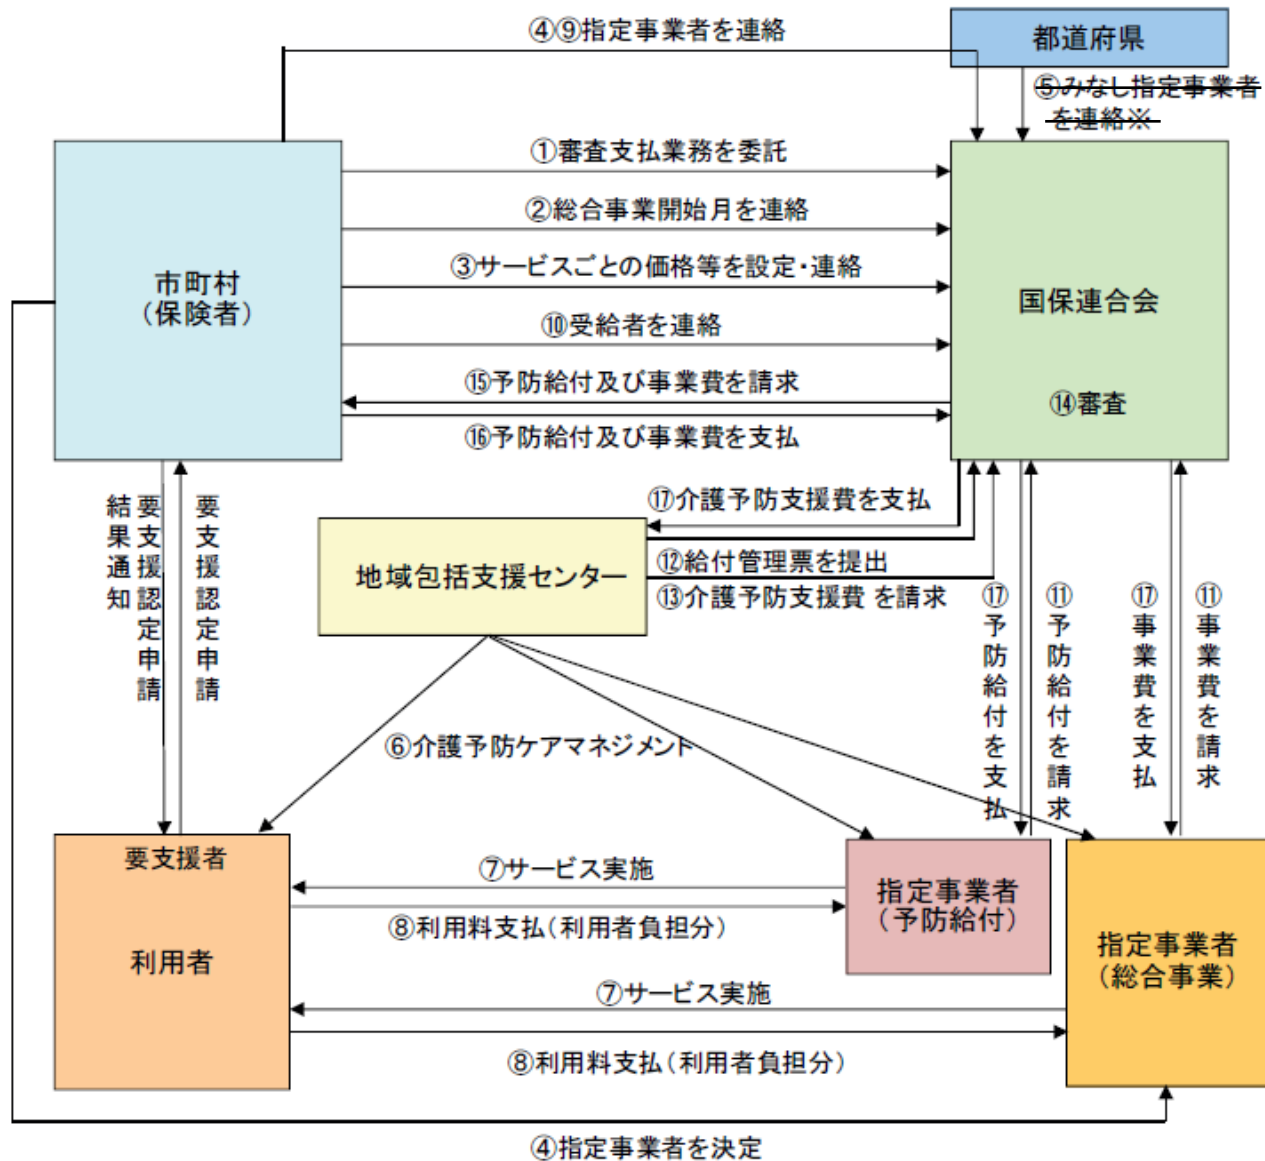 ④⑨指定事業者を連絡
都道府県
⑤みなし指定事業者
を連絡※
①審査支払業務を委託
②総合事業開始月を連絡
③サービスごとの価格等を設定・連絡
市町村
（保険者）
国保連合会
⑩受給者を連絡
⑮予防給付及び事業費を請求
⑭審査
⑯予防給付及び事業費を支払
要支援認定申請
結果通知
要支援認定申請
⑰介護予防支援費を支払
地域包括支援センター
⑫給付管理票を提出
⑬介護予防支援費 を請求
⑰予防給付を支払
⑪予防給付を請求
⑰事業費を支払
⑪事業費を請求
⑥介護予防ケアマネジメント
要支援者
利用者
⑦サービス実施
⑧利用料支払（利用者負担分）
指定事業者
（予防給付）
指定事業者
（総合事業）
⑦サービス実施
⑧利用料支払（利用者負担分）
④指定事業者を決定